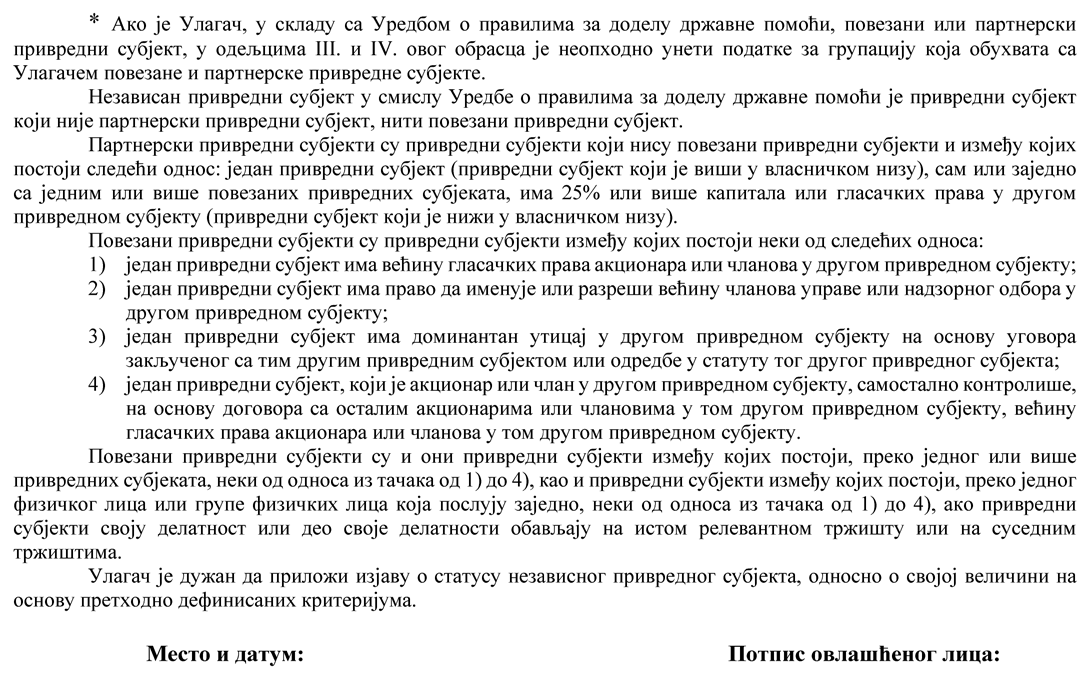 * Ако је Улагач, у складу са Уредбом о правилима за доделу државне помоћи, повезани или партнерски
привредни субјект, у одељцима III. и IV. овог обрасца је неопходно унети податке за групацију која обухвата са
Улагачем повезане и партнерске привредне субјекте.
Независан привредни субјект у смислу Уредбе о правилима за доделу државне помоћи је привредни субјект
који није партнерски привредни субјект, нити повезани привредни субјект.
Партнерски привредни субјекти су привредни субјекти који нису повезани привредни субјекти и између којих
постоји следећи однос: један привредни субјект (привредни субјект који је виши у власничком низу), сам или заједно
са једним или више повезаних привредних субјеката, има 25% или више капитала или гласачких права у другом
привредном субјекту (привредни субјект који је нижи у власничком низу).
Повезани привредни субјекти су привредни субјекти између којих постоји неки од следећих односа:
1) један привредни субјект има већину гласачких права акционара или чланова у другом привредном субјекту;
2) један привредни субјект има право да именује или разреши већину чланова управе или надзорног одбора у
другом привредном субјекту;
3) један привредни субјект има доминантан утицај у другом привредном субјекту на основу уговора
закљученог са тим другим привредним субјектом или одредбе у статуту тог другог привредног субјекта;
4) један привредни субјект, који је акционар или члан у другом привредном субјекту, самостално контролише,
на основу договора са осталим акционарима или члановима у том другом привредном субјекту, већину
гласачких права акционара или чланова у том другом привредном субјекту.
Повезани привредни субјекти су и они привредни субјекти између којих постоји, преко једног или више
привредних субјеката, неки од односа из тачака од 1) до 4), као и привредни субјекти између којих постоји, преко једног
физичког лица или групе физичких лица која послују заједно, неки од односа из тачака од 1) до 4), ако привредни
субјекти своју делатност или део своје делатности обављају на истом релевантном тржишту или на суседним
тржиштима.
Улагач је дужан да приложи изјаву о статусу независног привредног субјекта, односно о својој величини на
основу претходно дефинисаних критеријума.
Место и датум: Потпис овлашћеног лица: